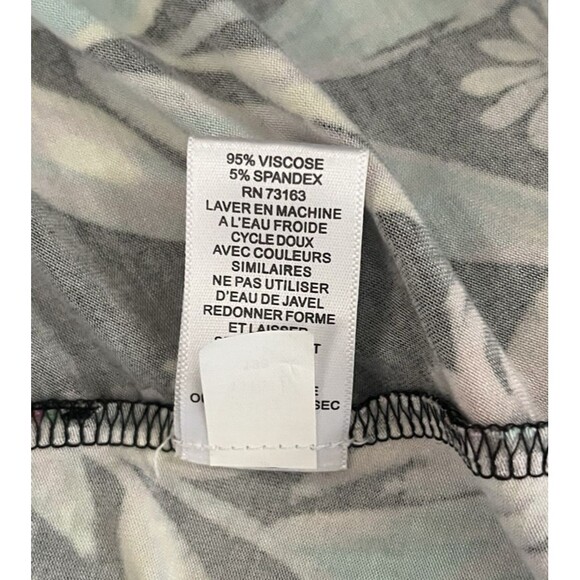 95% VISCOSE
5% SPANDEX
RN 73163
LAVER EN MACHINE
A L'EAU FROIDE
CYCLE DOUX
AVEC COULEURS
SIMILAIRES
NE PAS UTILISER
D'EAU DE JAVEL
REDONNER FORME
ET LAISSER
SEC